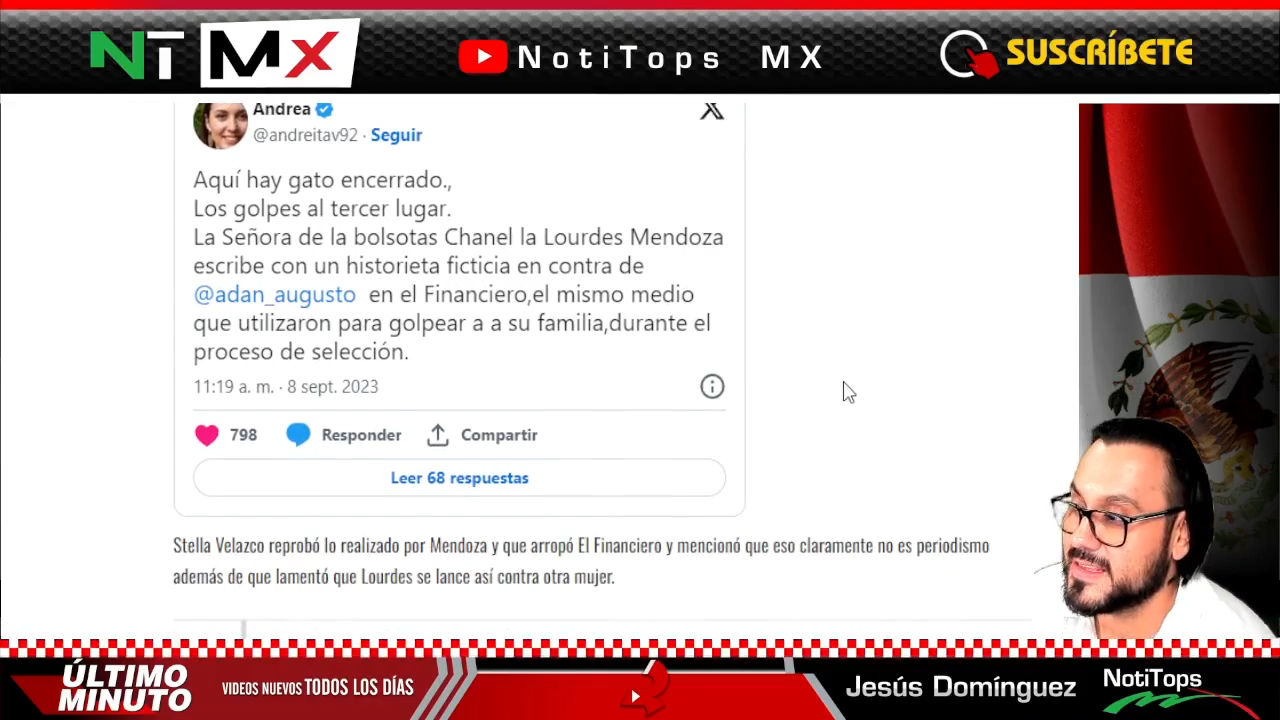 NT MX
NotiTops MX
SUSCRÍBETE
Andrea
@andreitav92 · Seguir
Aquí hay gato encerrado.,
Los golpes al tercer lugar.
La Señora de la bolsotas Chanel la Lourdes Mendoza
escribe con un historieta ficticia en contra de
@adan_augusto en el Financiero,el mismo medio
que utilizaron para golpear a a su familia,durante el
proceso de selección.
11:19 a. m. · 8 sept. 2023
798 Responder Compartir
Leer 68 respuestas
Stella Velazco reprobó lo realizado por Mendoza y que arropó El Financiero y mencionó que eso claramente no es periodismo
además de que lamentó que Lourdes se lance así contra otra mujer.
ÚLTIMO
MINUTO
VIDEOS NUEVOS TODOS LOS DÍAS
Jesús Domínguez
NotiTops